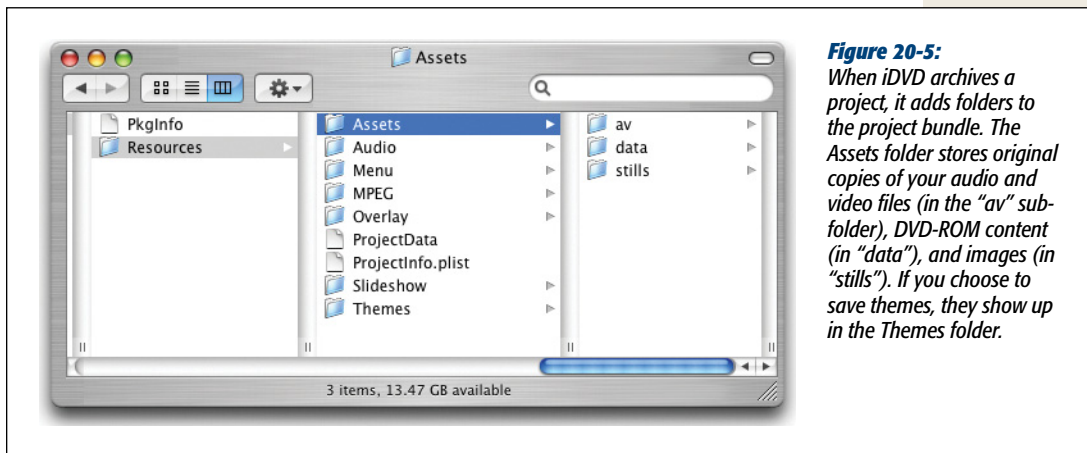 Assets
PkgInfo
Resources
Assets
Audio
Menu
MPEG
Overlay
ProjectData
ProjectInfo.plist
Slideshow
Themes
av
data
stills
3 items, 13.47 GB available
Figure 20-5:
When iDVD archives a
project, it adds folders to
the project bundle. The
Assets folder stores original
copies of your audio and
video files (in the “av” sub-
folder), DVD-ROM content
(in “data”), and images (in
“stills”). If you choose to
save themes, they show up
in the Themes folder.